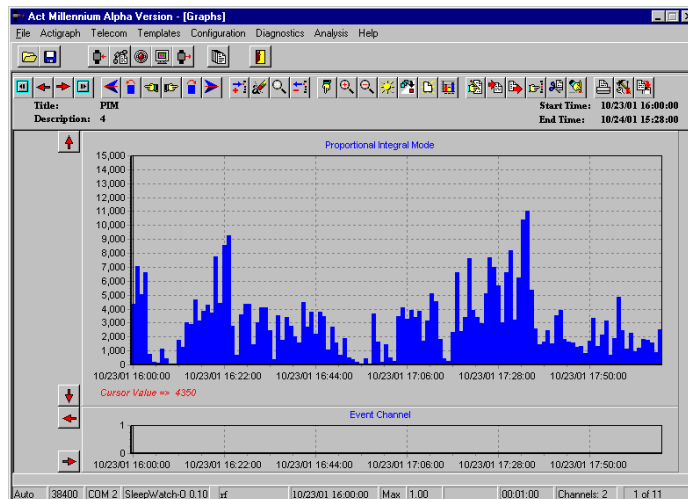 Act Millennium Alpha Version - [Graphs]
File Actigraph Telecom Templates Configuration Diagnostics Analysis Help
Title: PIM Start Time: 10/23/01 16:00:00
Description: 4 End Time: 10/24/01 15:28:00
Proportional Integral Mode
15,000
14,000
13,000
12,000
11,000
10,000
9,000
8,000
7,000
6,000
5,000
4,000
3,000
2,000
1,000
0
10/23/01 16:00:00 10/23/01 16:22:00 10/23/01 16:44:00 10/23/01 17:06:00 10/23/01 17:28:00 10/23/01 17:50:00
Cursor Value => 4350
Event Channel
1
0
10/23/01 16:00:00 10/23/01 16:22:00 10/23/01 16:44:00 10/23/01 17:06:00 10/23/01 17:28:00 10/23/01 17:50:00
Auto 38400 COM 2 SleepWatch-O 0.10 rf 10/23/01 16:00:00 Max 1.00 00:01:00 Channels: 2 1 of 11